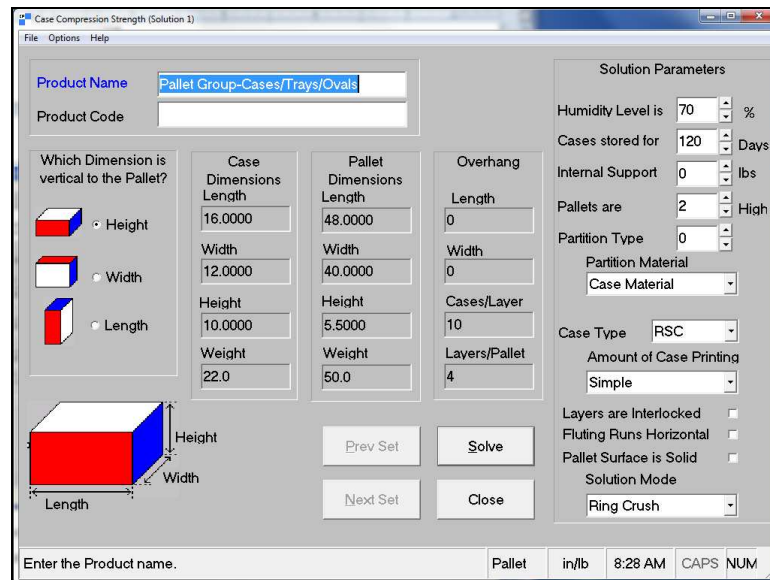 Case Compression Strength (Solution 1)
File Options Help
Product Name Pallet Group-Cases/Trays/Ovals
Product Code
Which Dimension is
vertical to the Pallet?
Height
Width
Length
Case
Dimensions
Length
16.0000
Width
12.0000
Height
10.0000
Weight
22.0
Pallet
Dimensions
Length
48.0000
Width
40.0000
Height
5.5000
Weight
50.0
Overhang
Length
0
Width
0
Cases/Layer
10
Layers/Pallet
4
Height
Width
Length
Prev Set
Solve
Next Set
Close
Solution Parameters
Humidity Level is 70 %
Cases stored for 120 Days
Internal Support 0 lbs
Pallets are 2 High
Partition Type 0
Partition Material
Case Material
Case Type RSC
Amount of Case Printing
Simple
Layers are Interlocked
Fluting Runs Horizontal
Pallet Surface is Solid
Solution Mode
Ring Crush
Enter the Product name.
Pallet in/lb 8:28 AM CAPS NUM